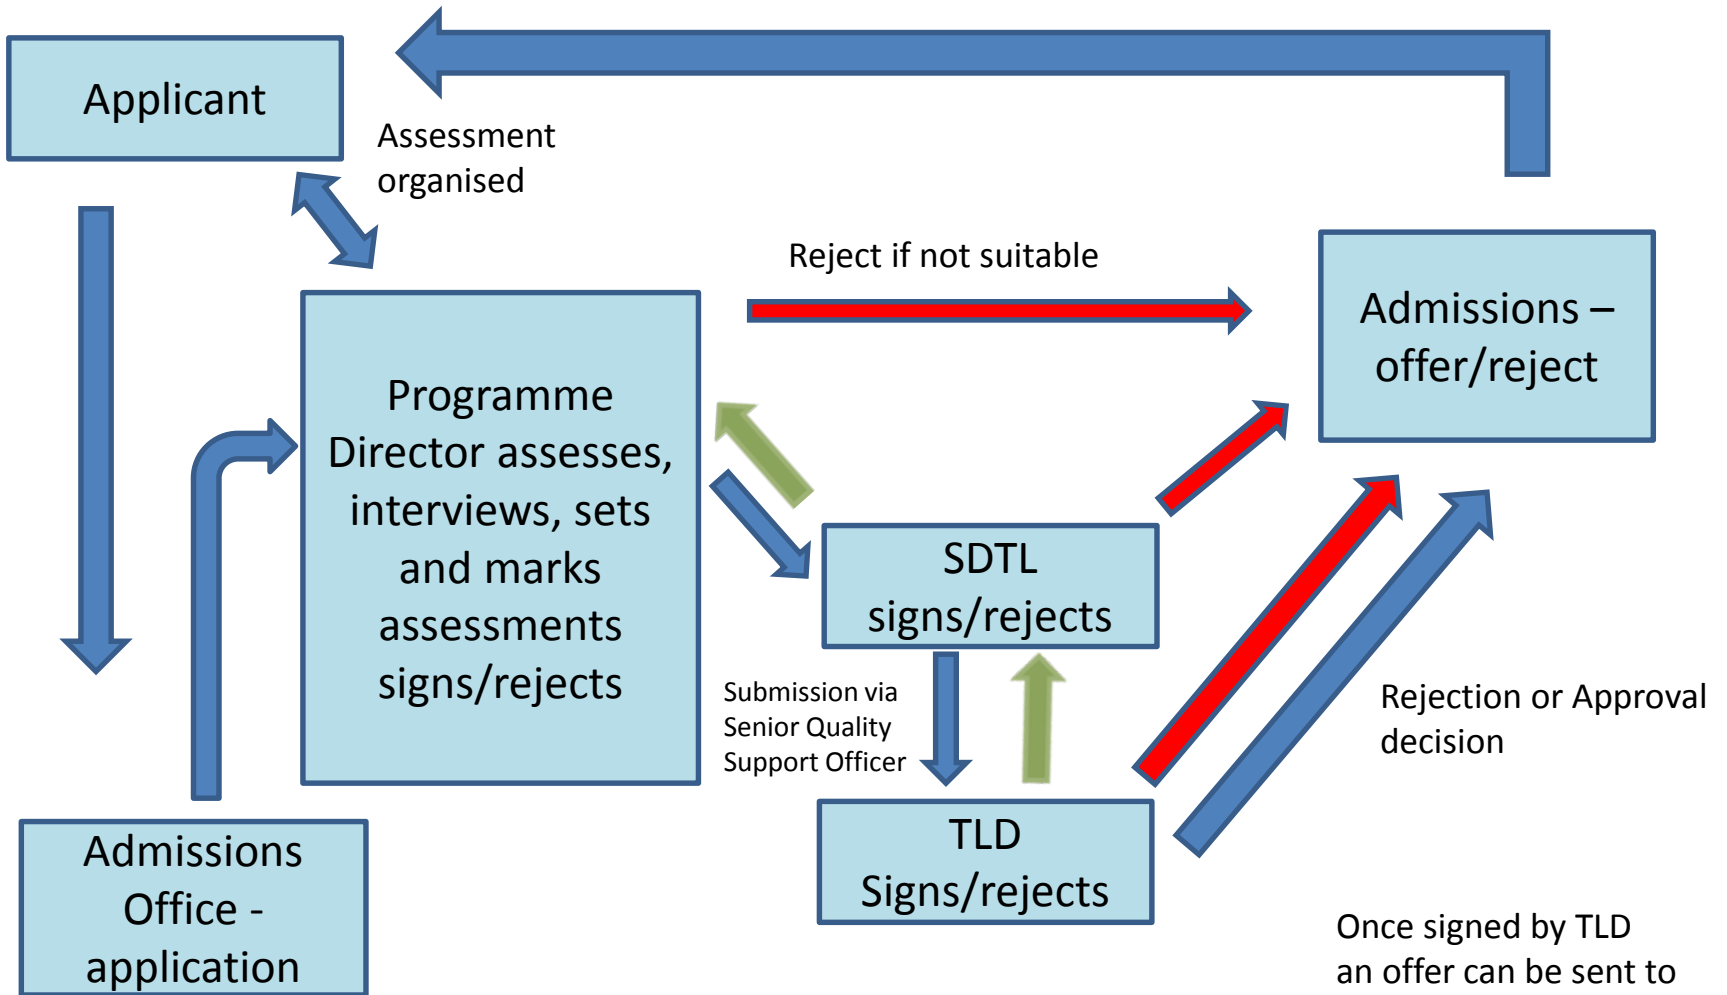 Applicant
Assessment
organised
Reject if not suitable
Admissions –
offer/reject
Programme
Director assesses,
interviews, sets
and marks
assessments
signs/rejects
SDTL
signs/rejects
Submission via
Senior Quality
Support Officer
Rejection or Approval
decision
TLD
Signs/rejects
Admissions
Office -
application
Once signed by TLD
an offer can be sent to